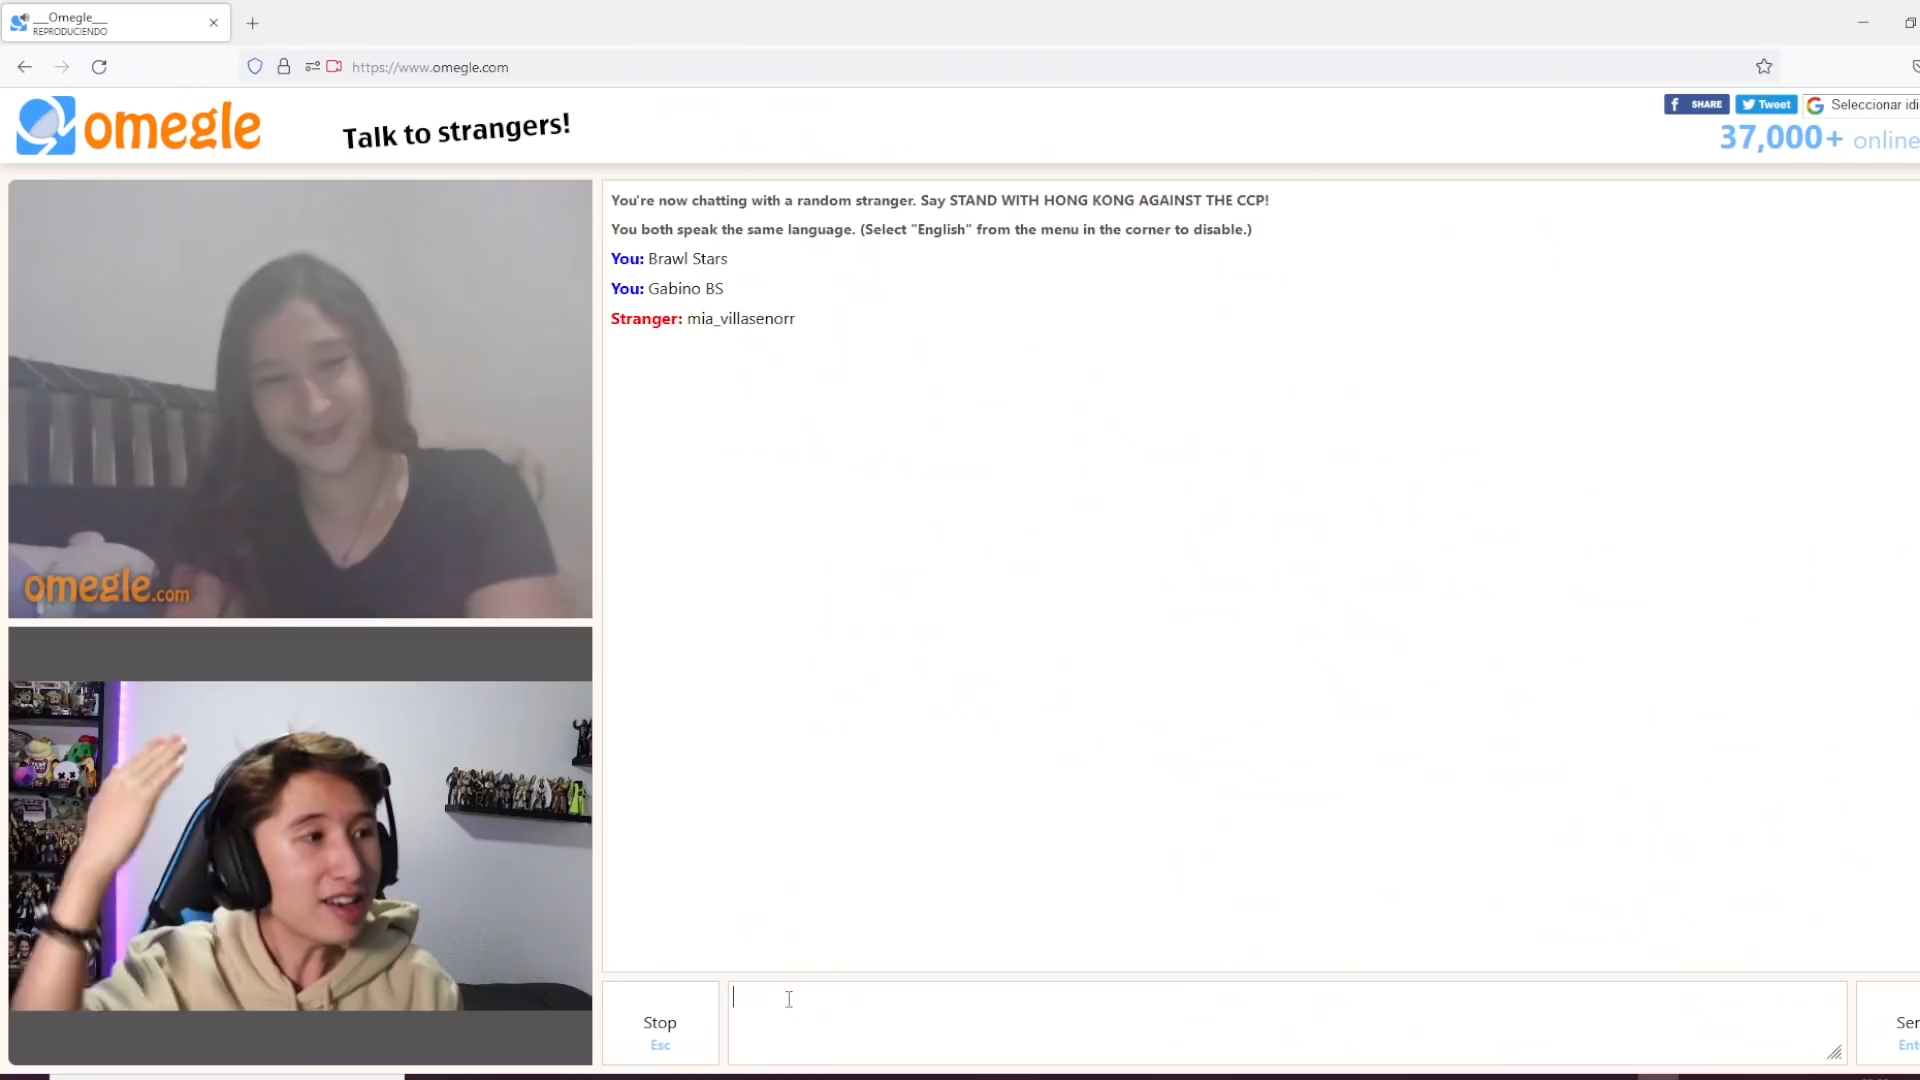 ___Omegle___
REPRODUCIENDO
https://www.omegle.com
omegle
Talk to strangers!
SHARE
Tweet
Seleccionar
37,000+ online
You're now chatting with a random stranger. Say STAND WITH HONG KONG AGAINST THE CCP!
You both speak the same language. (Select "English" from the menu in the corner to disable.)
You: Brawl Stars
You: Gabino BS
Stranger: mia_villasenorr
omegle.com
Stop
Esc